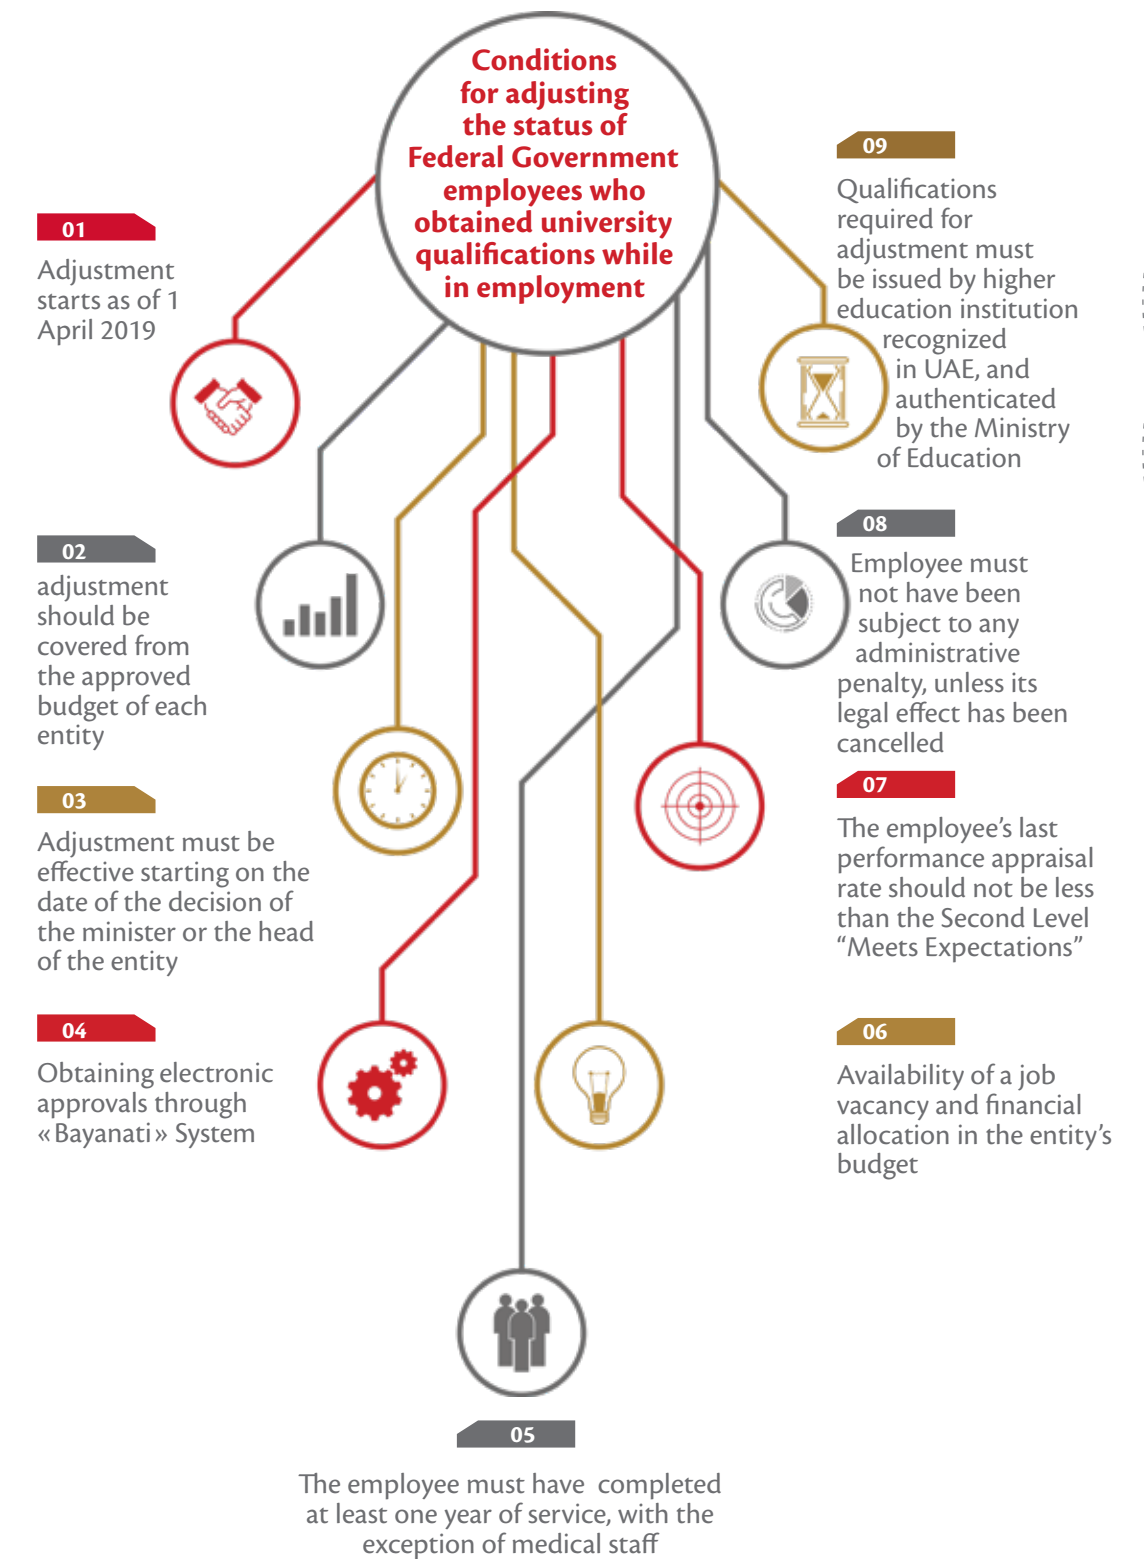 Conditions
for adjusting
the status of
Federal Government
employees who
obtained university
qualifications while
in employment
01
Adjustment
starts as of 1
April 2019
02
adjustment
should be
covered from
the approved
budget of each
entity
03
Adjustment must be
effective starting on the
date of the decision of
the minister or the head
of the entity
04
Obtaining electronic
approvals through
«Bayanati» System
05
The employee must have completed
at least one year of service, with the
exception of medical staff
06
Availability of a job
vacancy and financial
allocation in the entity's
budget
07
The employee's last
performance appraisal
rate should not be less
than the Second Level
“Meets Expectations”
08
Employee must
not have been
subject to any
administrative
penalty, unless its
legal effect has been
cancelled
09
Qualifications
required for
adjustment must
be issued by higher
education institution
recognized
in UAE, and
authenticated
by the Ministry
of Education